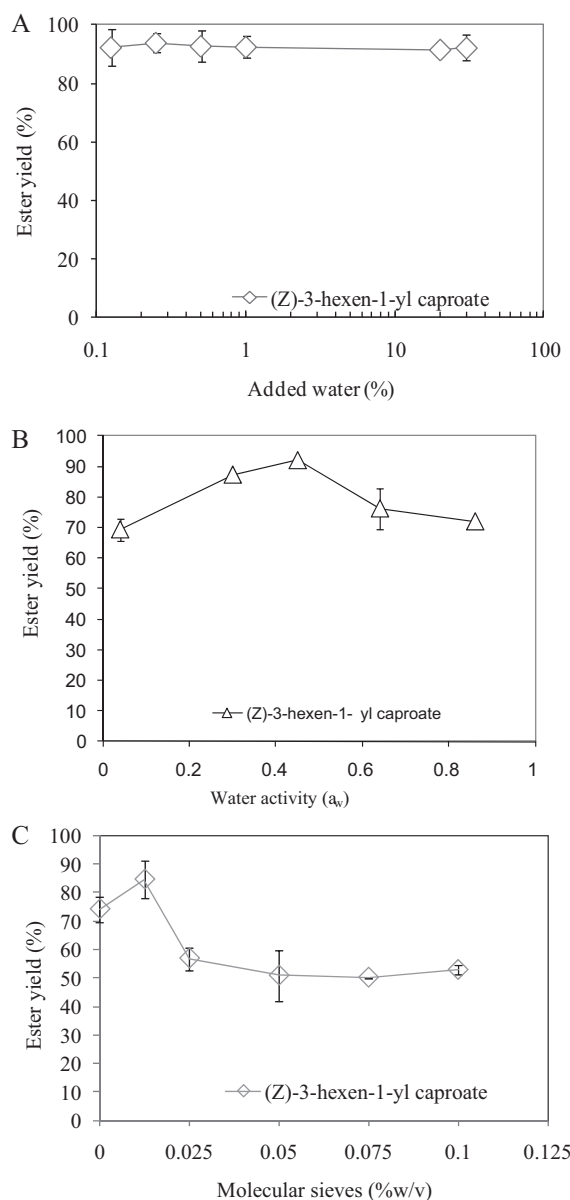 A
Ester yield (%)
100
80
60
40
20
0
(Z)-3-hexen-1-yl caproate
0.1 1 10 100
Added water (%)
B
Ester yield (%)
100
90
80
70
60
50
40
30
20
10
0
(Z)-3-hexen-1- yl caproate
0 0.2 0.4 0.6 0.8 1
Water activity (aw)
C
Ester yield (%)
100
90
80
70
60
50
40
30
20
10
0
(Z)-3-hexen-1-yl caproate
0 0.025 0.05 0.075 0.1 0.125
Molecular sieves (%w/v)